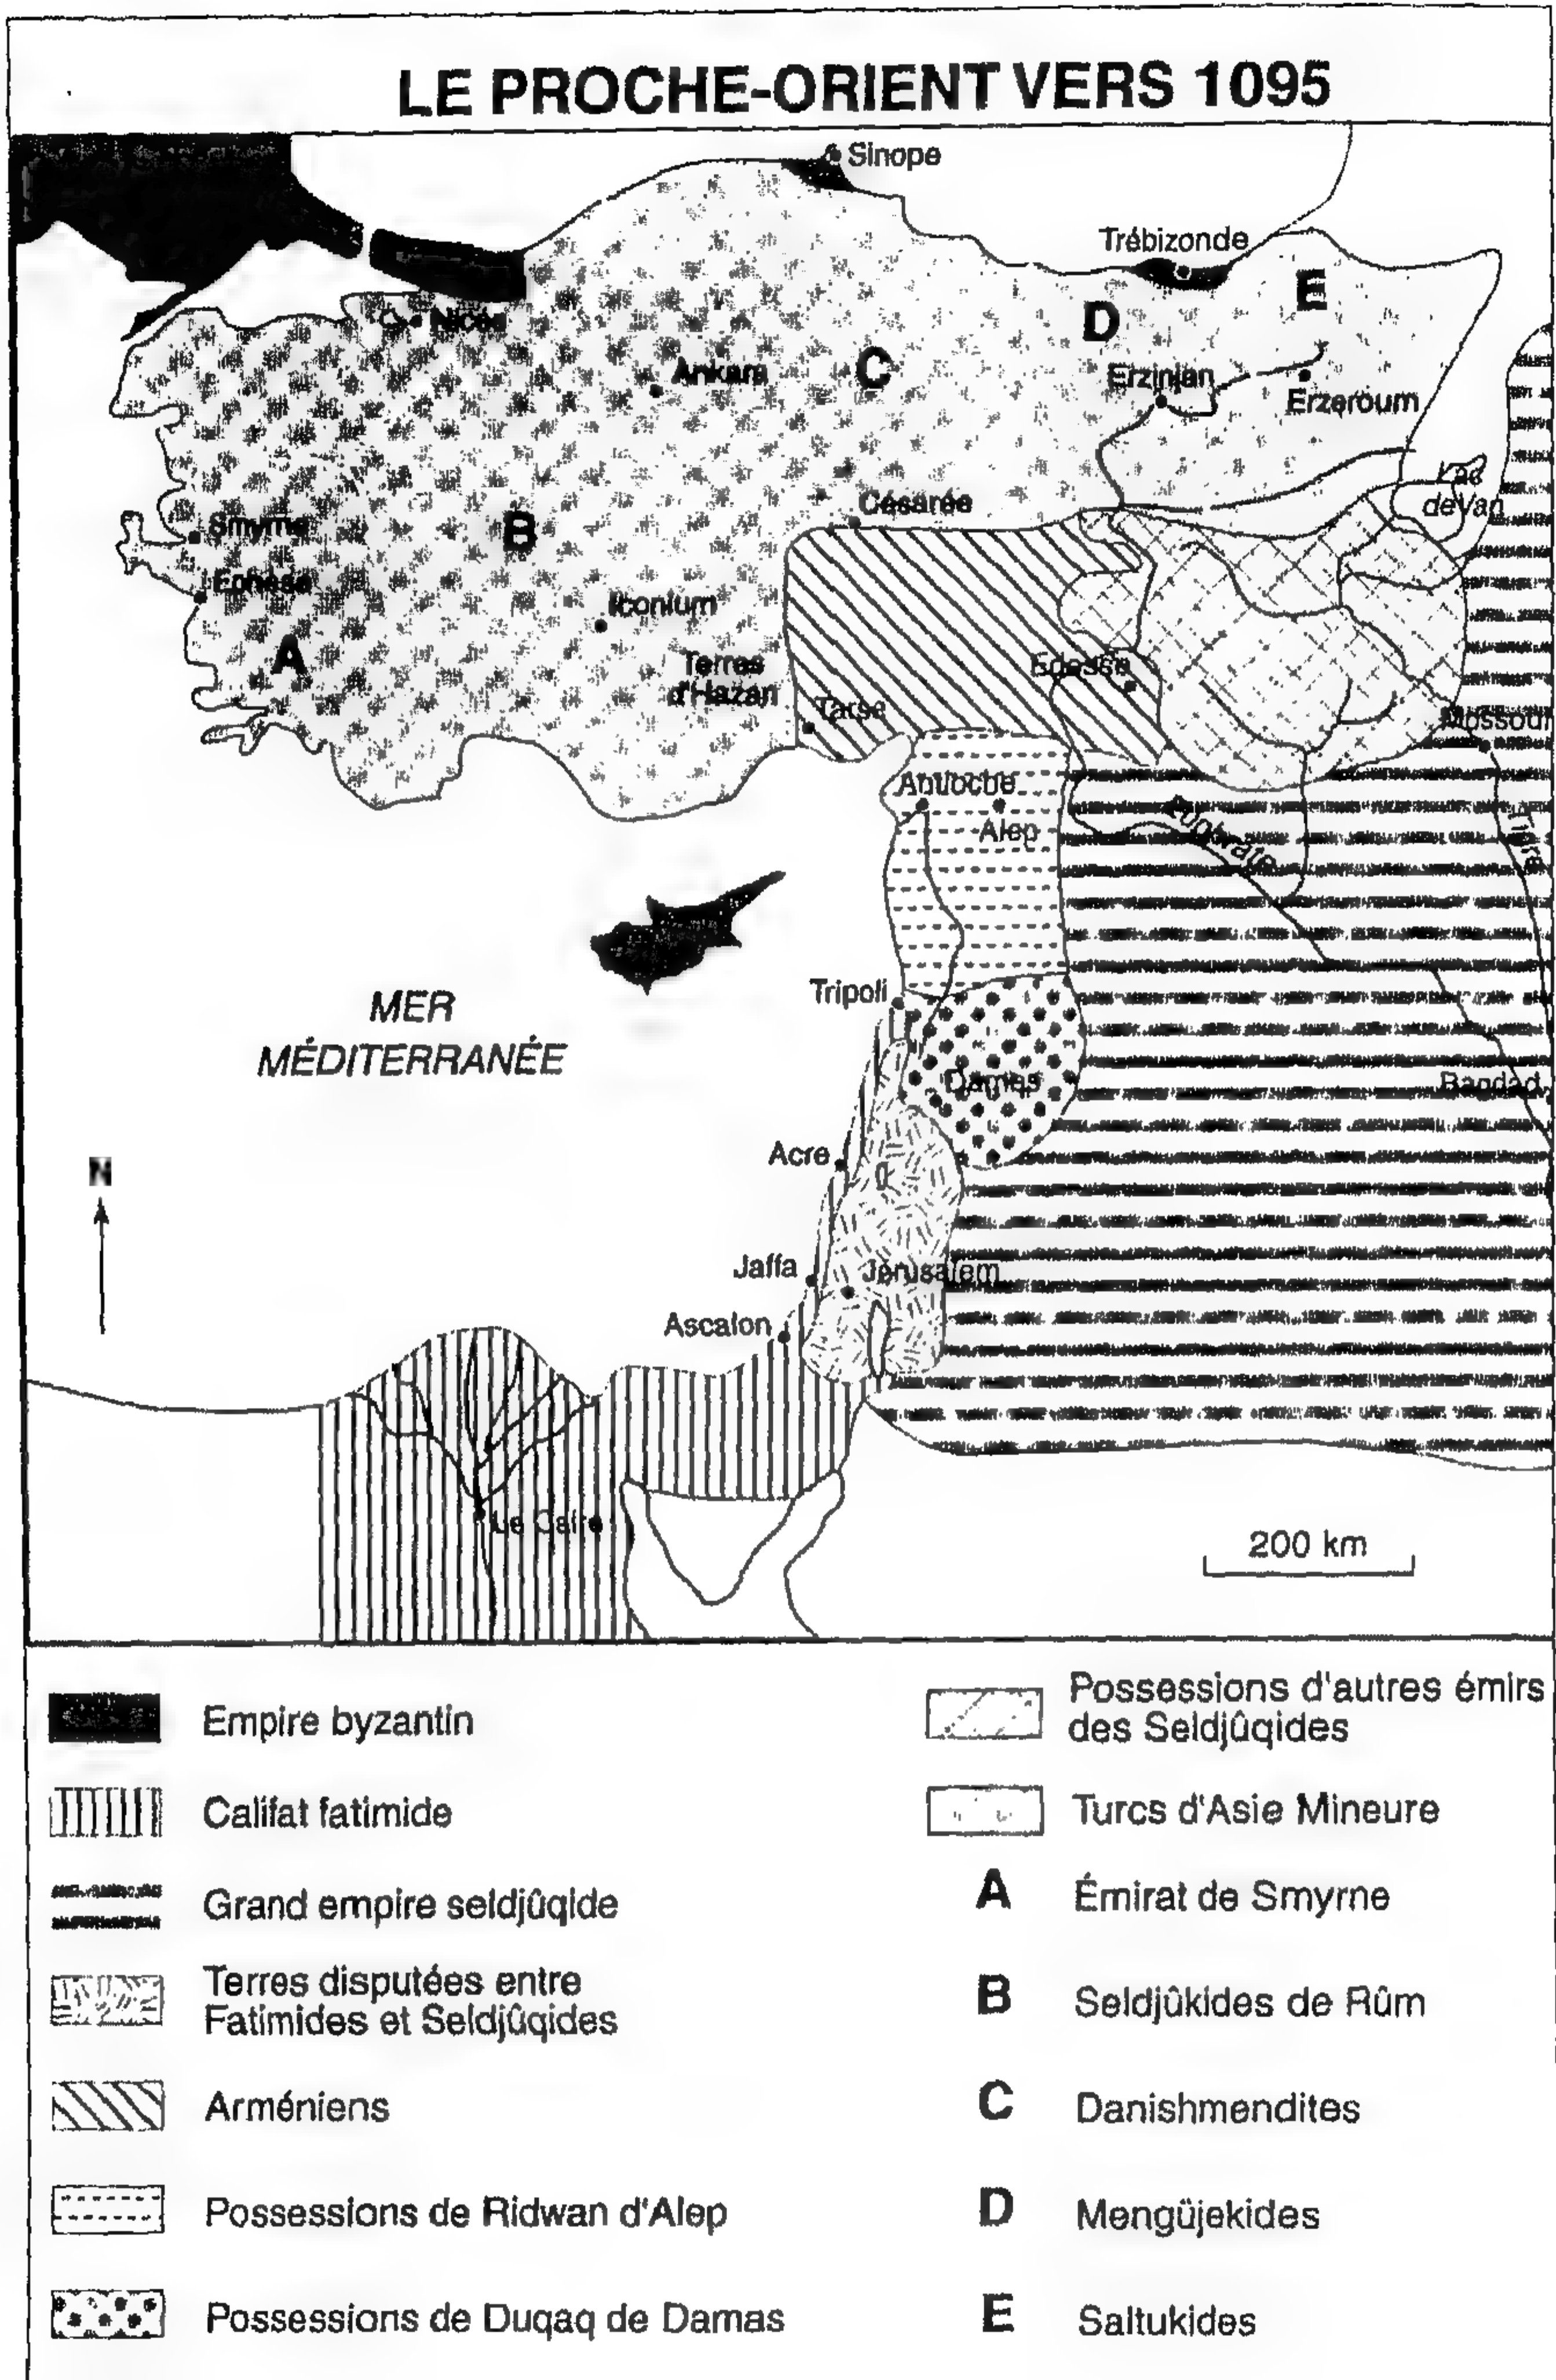 LE PROCHE-ORIENT VERS 1095
Sinope
Trébizonde
E
D
Nicée
Ankara
C
Erzinjan
Erzeroum
Lac
de Van
Césarée
Smyrne
B
Ephèse
Iconium
A
Terres
d'Hazan
Edesse
Tarse
Mossoul
Antioche
Alep
Euphrate
Tigre
MER
MÉDITERRANÉE
Tripoli
Damas
Bagdad
Acre
N
Jaffa
Jérusalem
Ascalon
Le Caire
200 km
Empire byzantin
Califat fatimide
Grand empire seldjûqide
Terres disputées entre
Fatimides et Seldjûqides
Arméniens
Possessions de Ridwan d'Alep
Possessions de Duqaq de Damas
Possessions d'autres émirs
des Seldjûqides
Turcs d'Asie Mineure
A Émirat de Smyrne
B Seldjûkides de Rûm
C Danishmendites
D Mengüjekides
E Saltukides